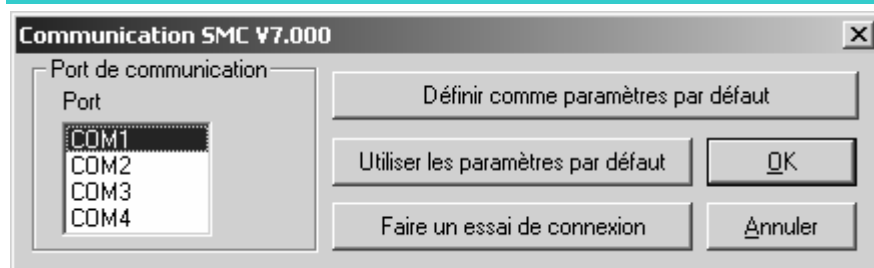 Communication SMC V7.000
Port de communication
Port
COM1
COM2
COM3
COM4
Définir comme paramètres par défaut
Utiliser les paramètres par défaut
OK
Faire un essai de connexion
Annuler